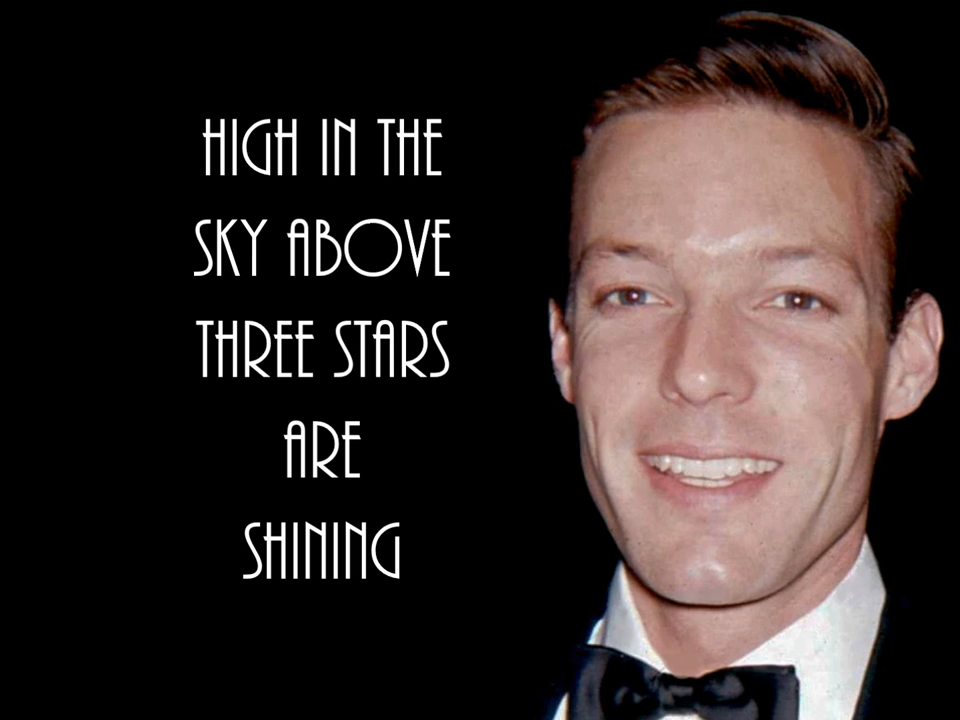 HIGH IN THE
SKY ABOVE
THREE STARS
ARE
SHINING